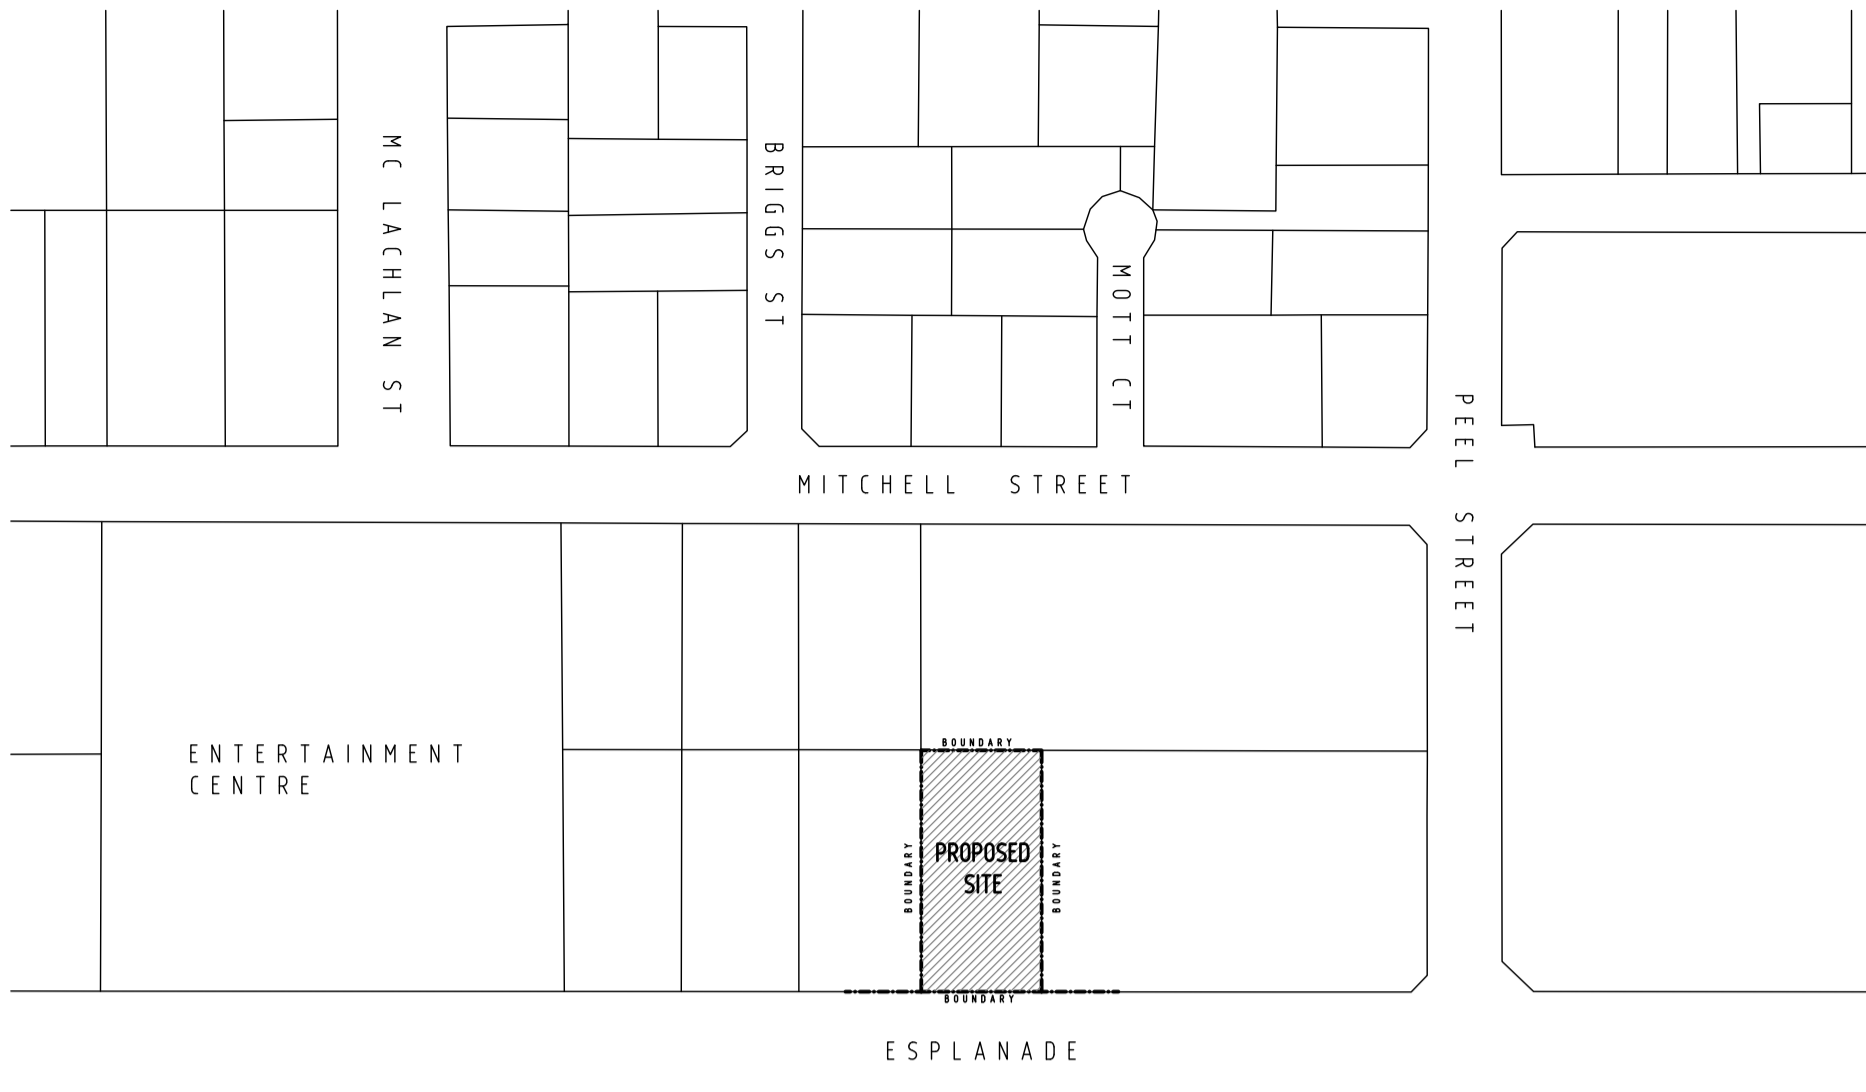 MC LACHLAN ST
BRIGGS ST
MOTT CT
PEEL STREET
MITCHELL STREET
ENTERTAINMENT
CENTRE
BOUNDARY
BOUNDARY
PROPOSED
SITE
BOUNDARY
BOUNDARY
ESPLANADE